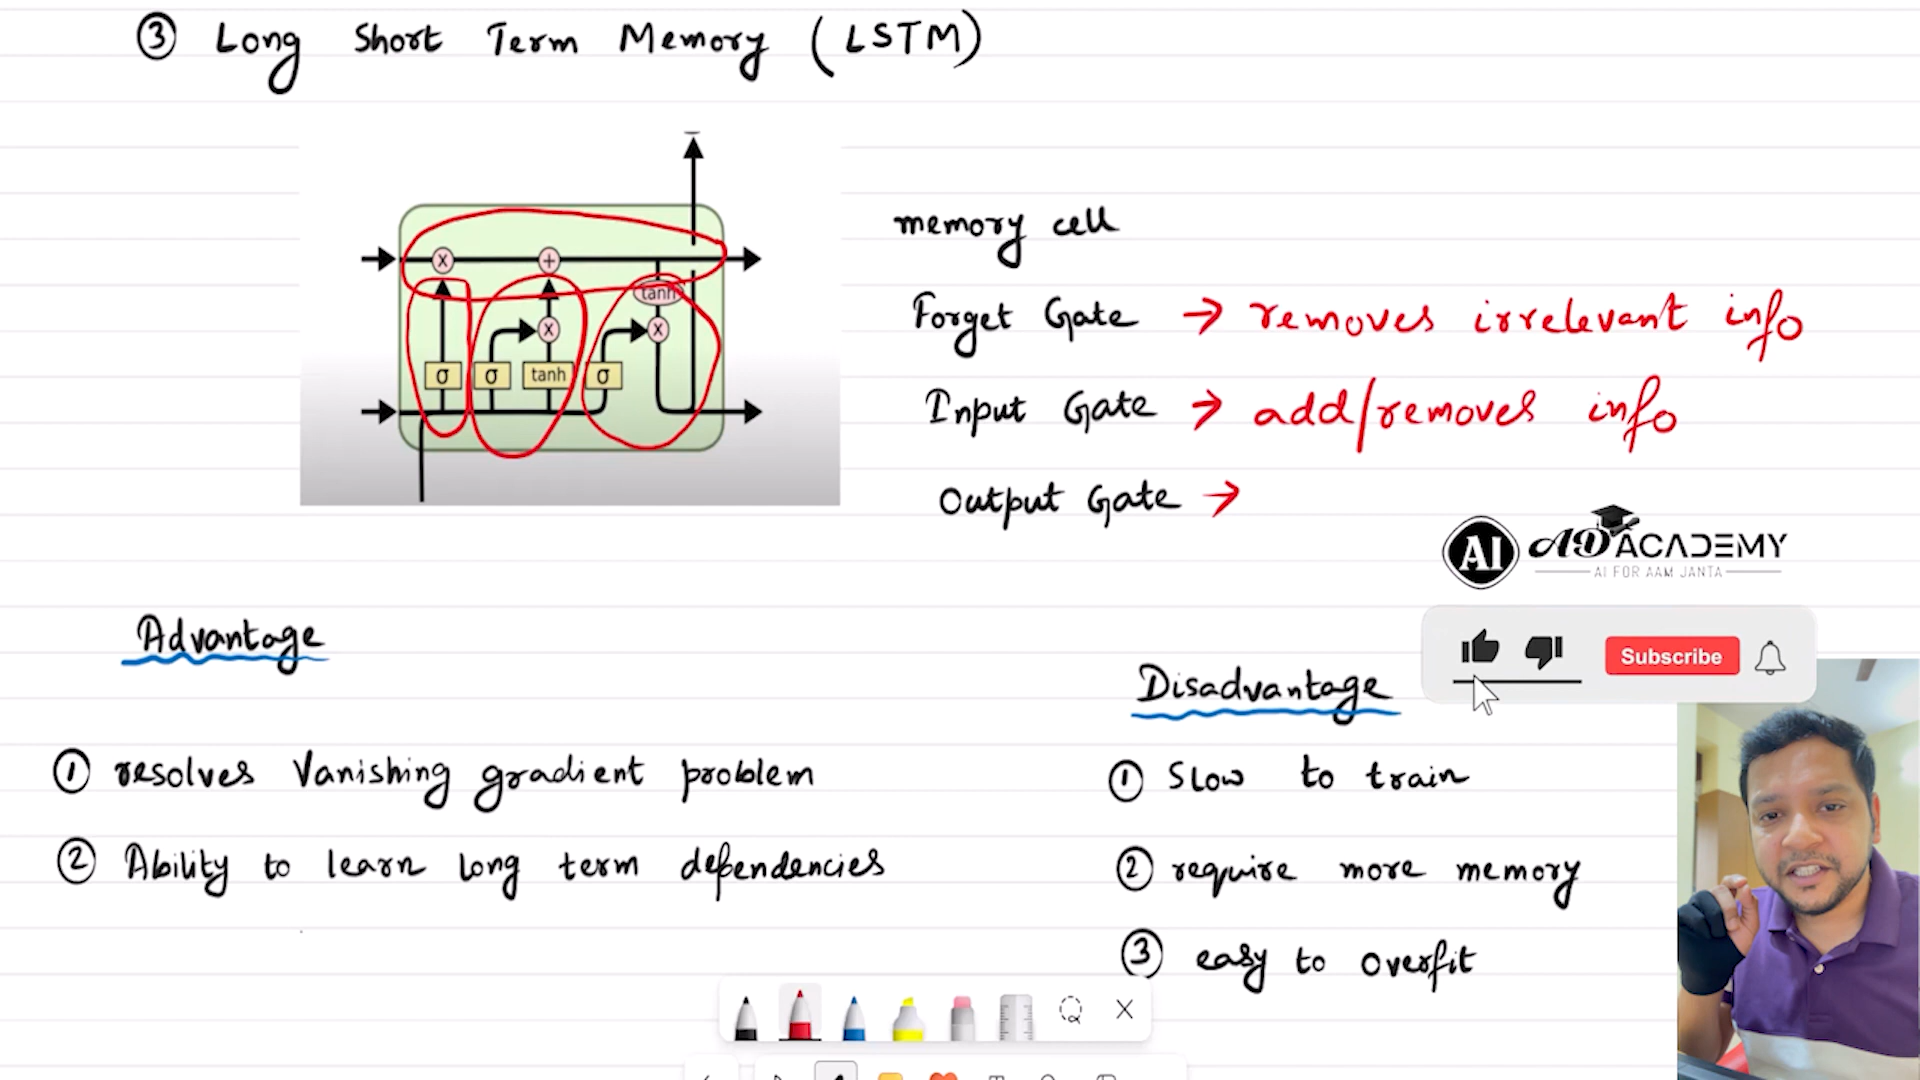 ③ Long Short Term Memory (LSTM)
x
+
tanh
x
x
σ
σ
tanh
σ
memory cell
Forget Gate → removes irrelevant info
Input Gate → add/removes info
Output Gate →
AI AD ACADEMY
AI FOR AAM JANTA
Subscribe
Advantage
① resolves Vanishing gradient problem
② Ability to learn long term dependencies
Disadvantage
① Slow to train
② require more memory
③ easy to overfit